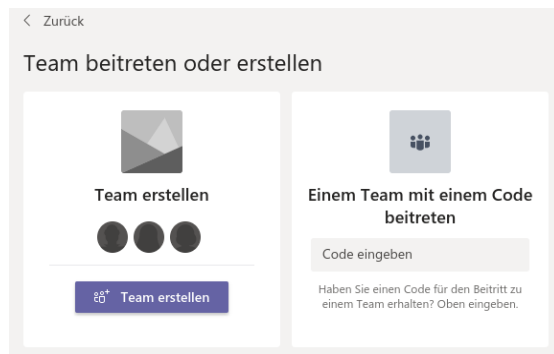 Zurück
Team beitreten oder erstellen
Team erstellen
Team erstellen
Einem Team mit einem Code
beitreten
Code eingeben
Haben Sie einen Code für den Beitritt zu
einem Team erhalten? Oben eingeben.